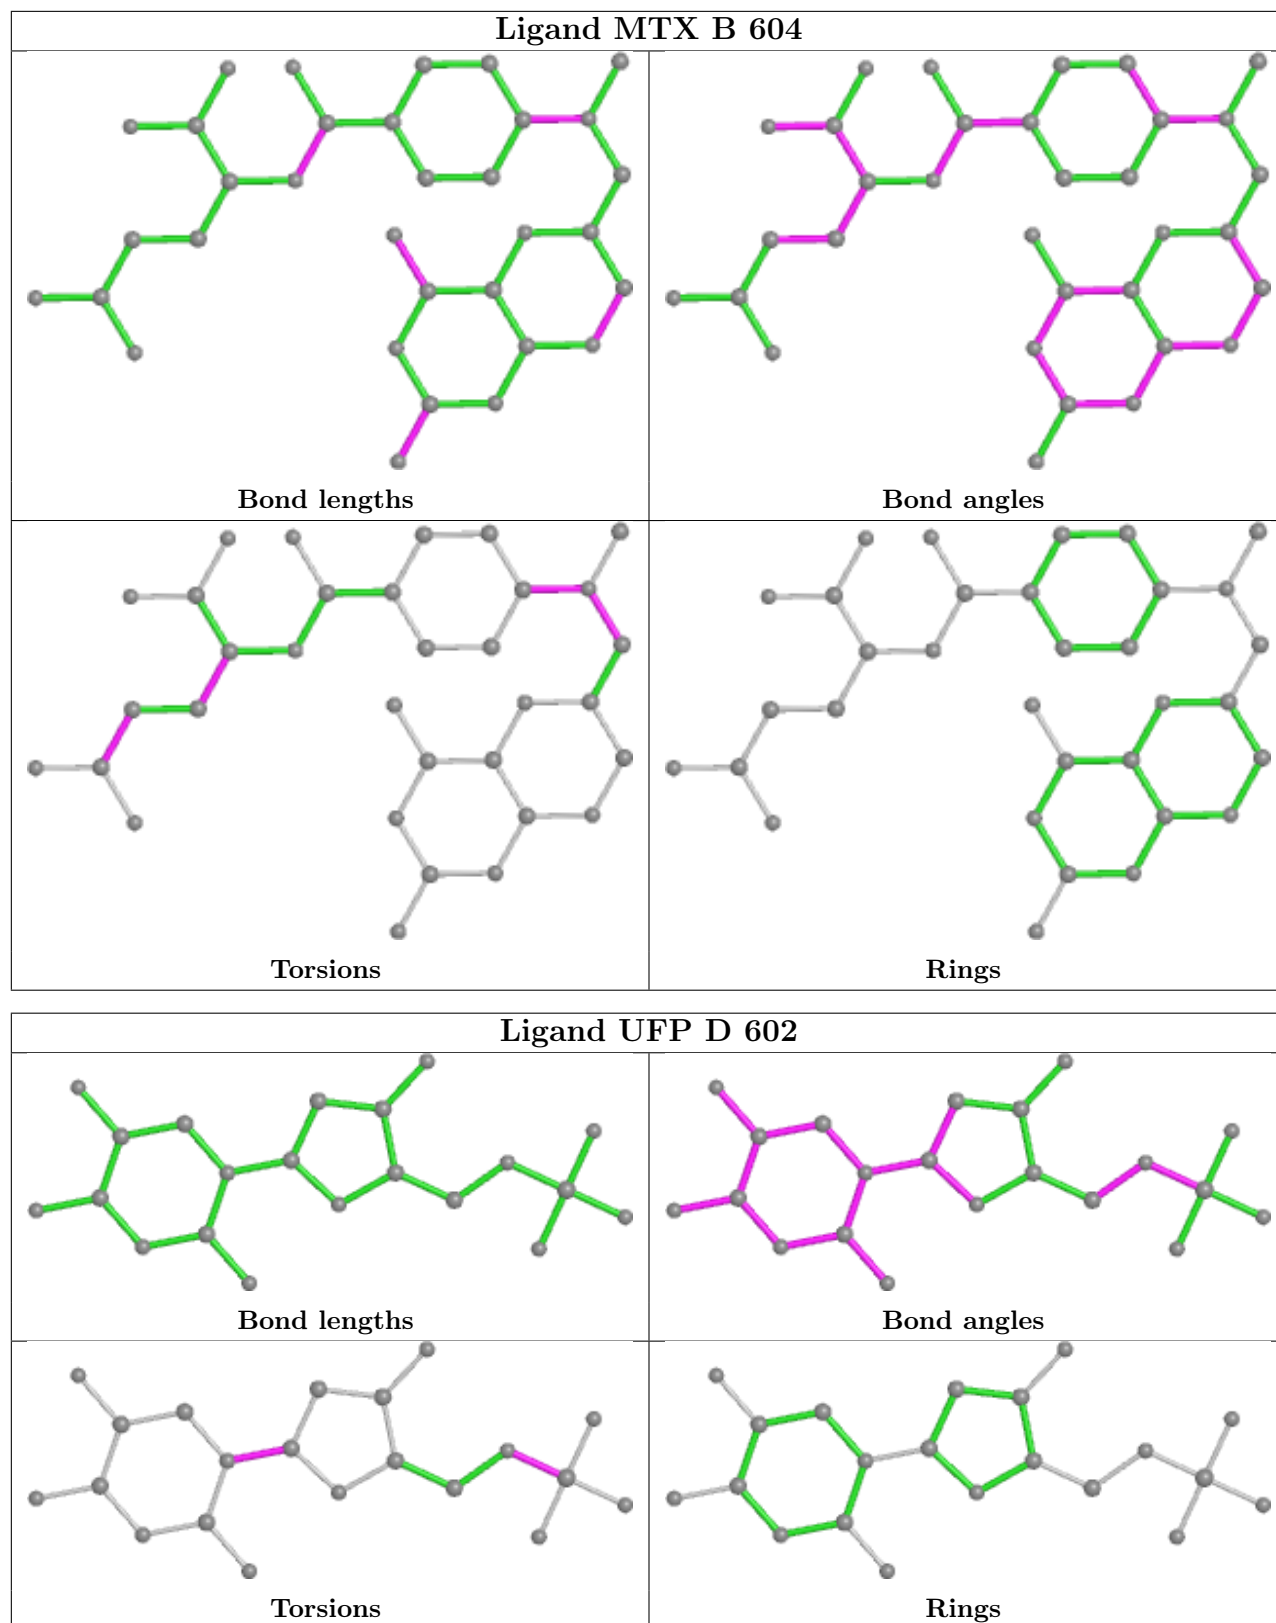 Ligand MTX B 604
Bond lengths
Bond angles
Torsions
Rings
Ligand UFP D 602
Bond lengths
Bond angles
Torsions
Rings